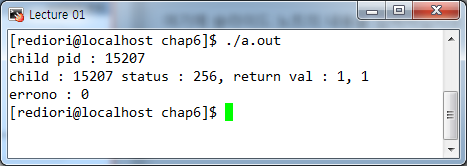 Lecture 01
[rediori@localhost chap6]$ ./a.out
child pid : 15207
child : 15207 status : 256, return val : 1, 1
errono : 0
[rediori@localhost chap6]$